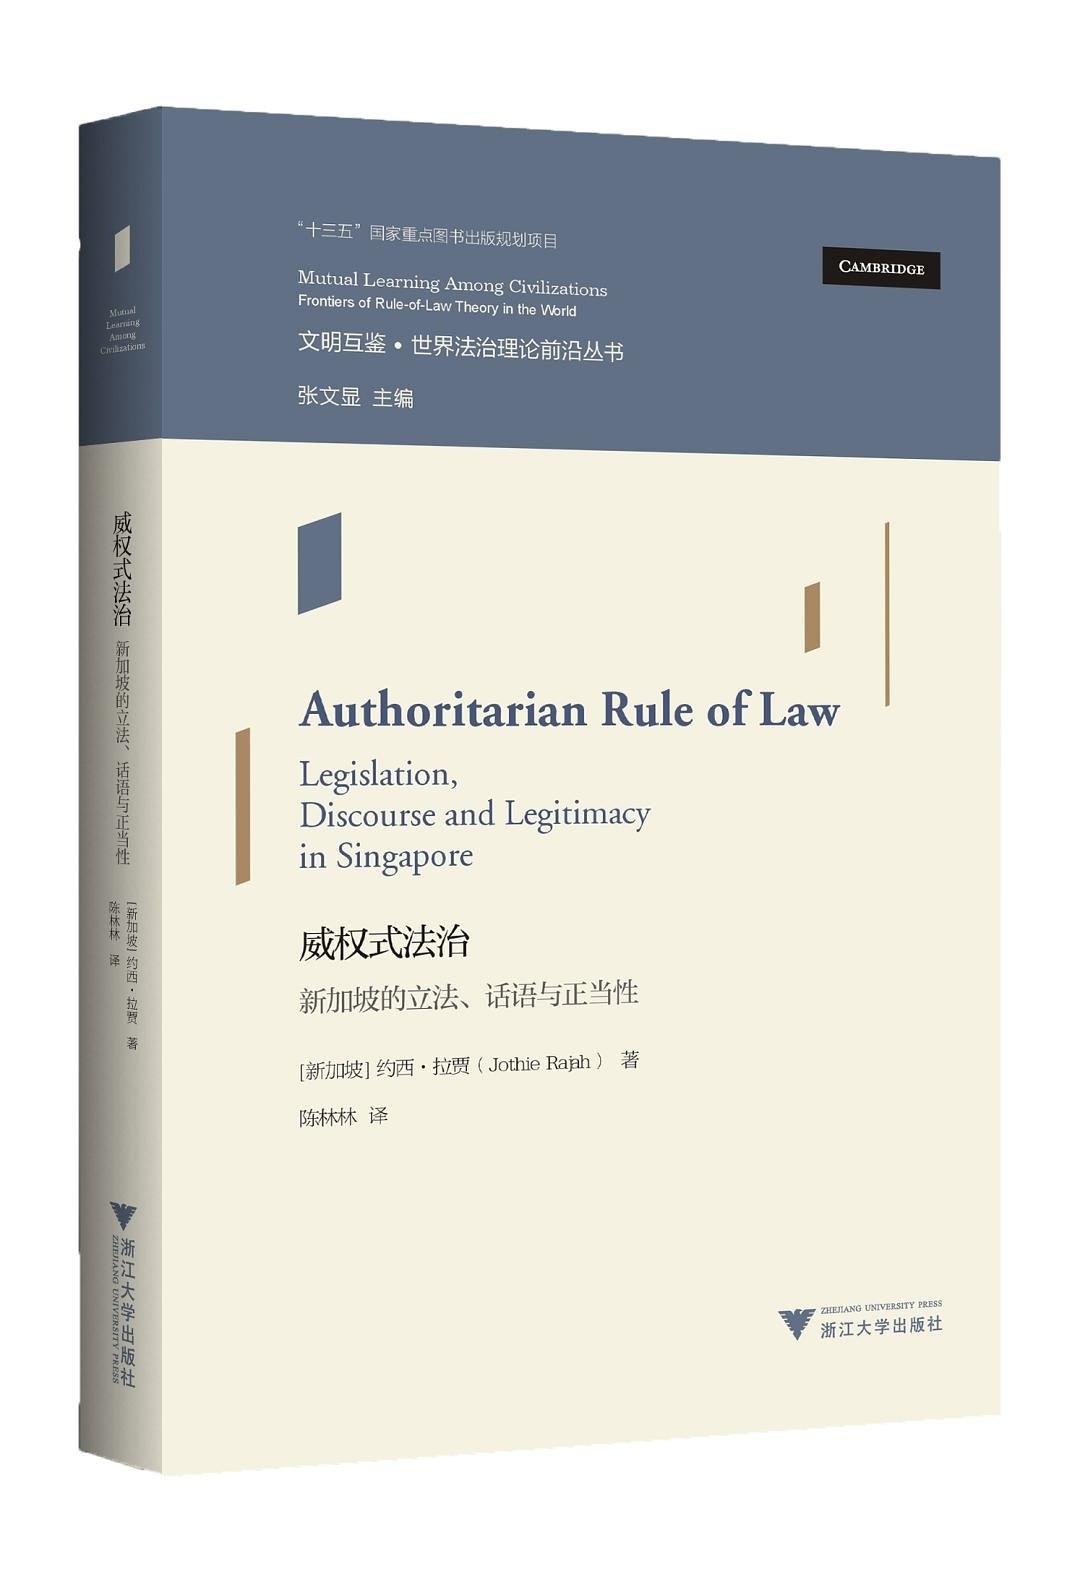 Mutual
Learning
Among
Civilizations
威权式法治
新加坡的立法、话语与正当性
[新加坡] 约西·拉贾 著
陈林林 译
浙江大学出版社
ZHEJIANG UNIVERSITY PRESS
“十三五”国家重点图书出版规划项目
CAMBRIDGE
Mutual Learning Among Civilizations
Frontiers of Rule-of-Law Theory in the World
文明互鉴·世界法治理论前沿丛书
张文显 主编
Authoritarian Rule of Law
Legislation,
Discourse and Legitimacy
in Singapore
威权式法治
新加坡的立法、话语与正当性
[新加坡] 约西·拉贾（Jothie Rajah） 著
陈林林 译
ZHEJIANG UNIVERSITY PRESS
浙江大学出版社